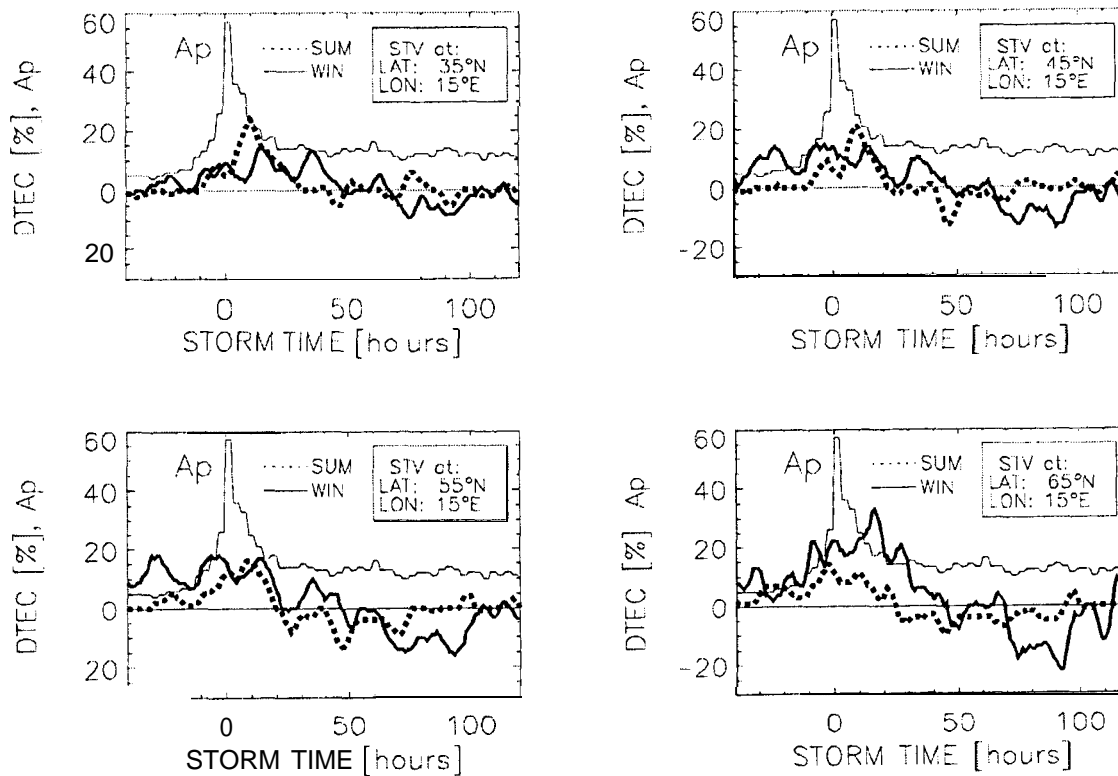 60
Ap
SUM
WIN
STV at:
LAT: 35°N
LON: 15°E
40
20
0
20
DTEC [%], Ap
0 50 100
STORM TIME [ho urs]
60
Ap
SUM
WIN
STV at:
LAT: 45°N
LON: 15°E
40
20
0
-20
DTEC [%] Ap
0 50 100
STORM TIME [hours]
60
Ap
SUM
WIN
STV at:
LAT: 55°N
LON: 15°E
40
20
0
20
DTEC [%], Ap
0 50 100
STORM TIME [hours]
60
Ap
SUM
WIN
STV at:
LAT: 65°N
LON: 15°E
40
20
0
-20
DTEC [%] Ap
0 50 100
STORM TIME [hours]